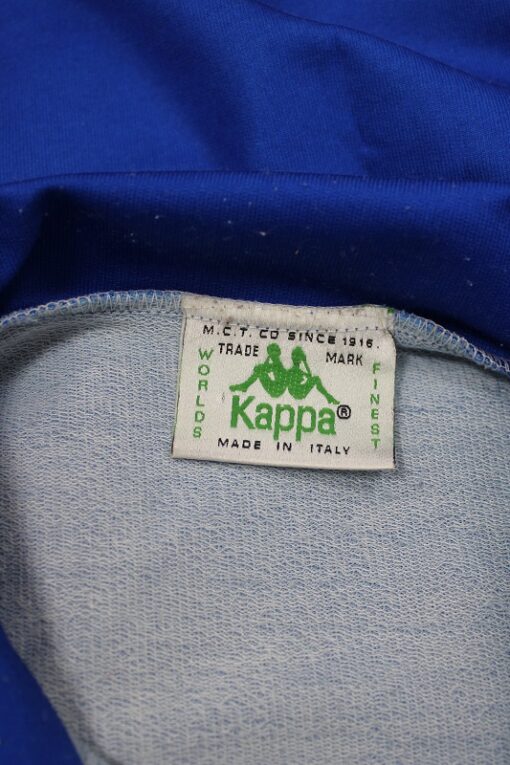 M.C.T. CO SINCE 1916.
TRADE MARK
WORLDS
FINEST
Kappa®
MADE IN ITALY